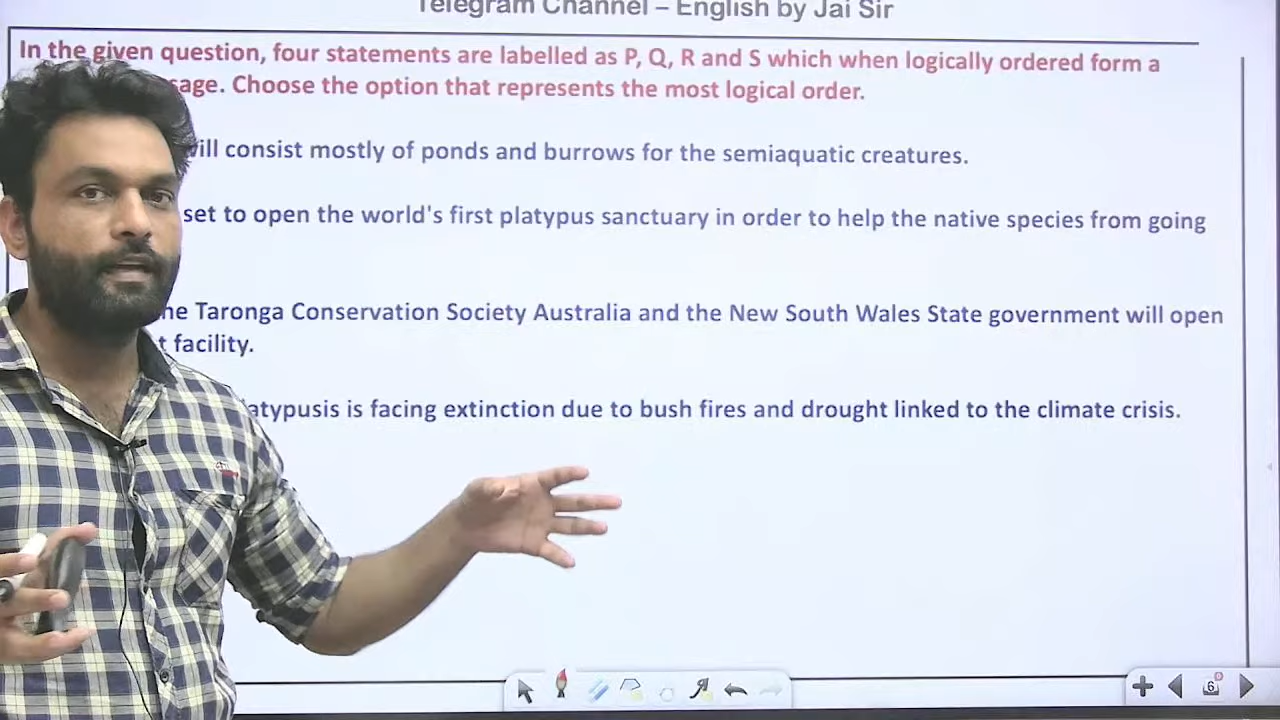 Telegram Channel – English by Jai Sir
In the given question, four statements are labelled as P, Q, R and S which when logically ordered form a
sage. Choose the option that represents the most logical order.
will consist mostly of ponds and burrows for the semiaquatic creatures.
set to open the world's first platypus sanctuary in order to help the native species from going
he Taronga Conservation Society Australia and the New South Wales State government will open
t facility.
atypusis is facing extinction due to bush fires and drought linked to the climate crisis.
6